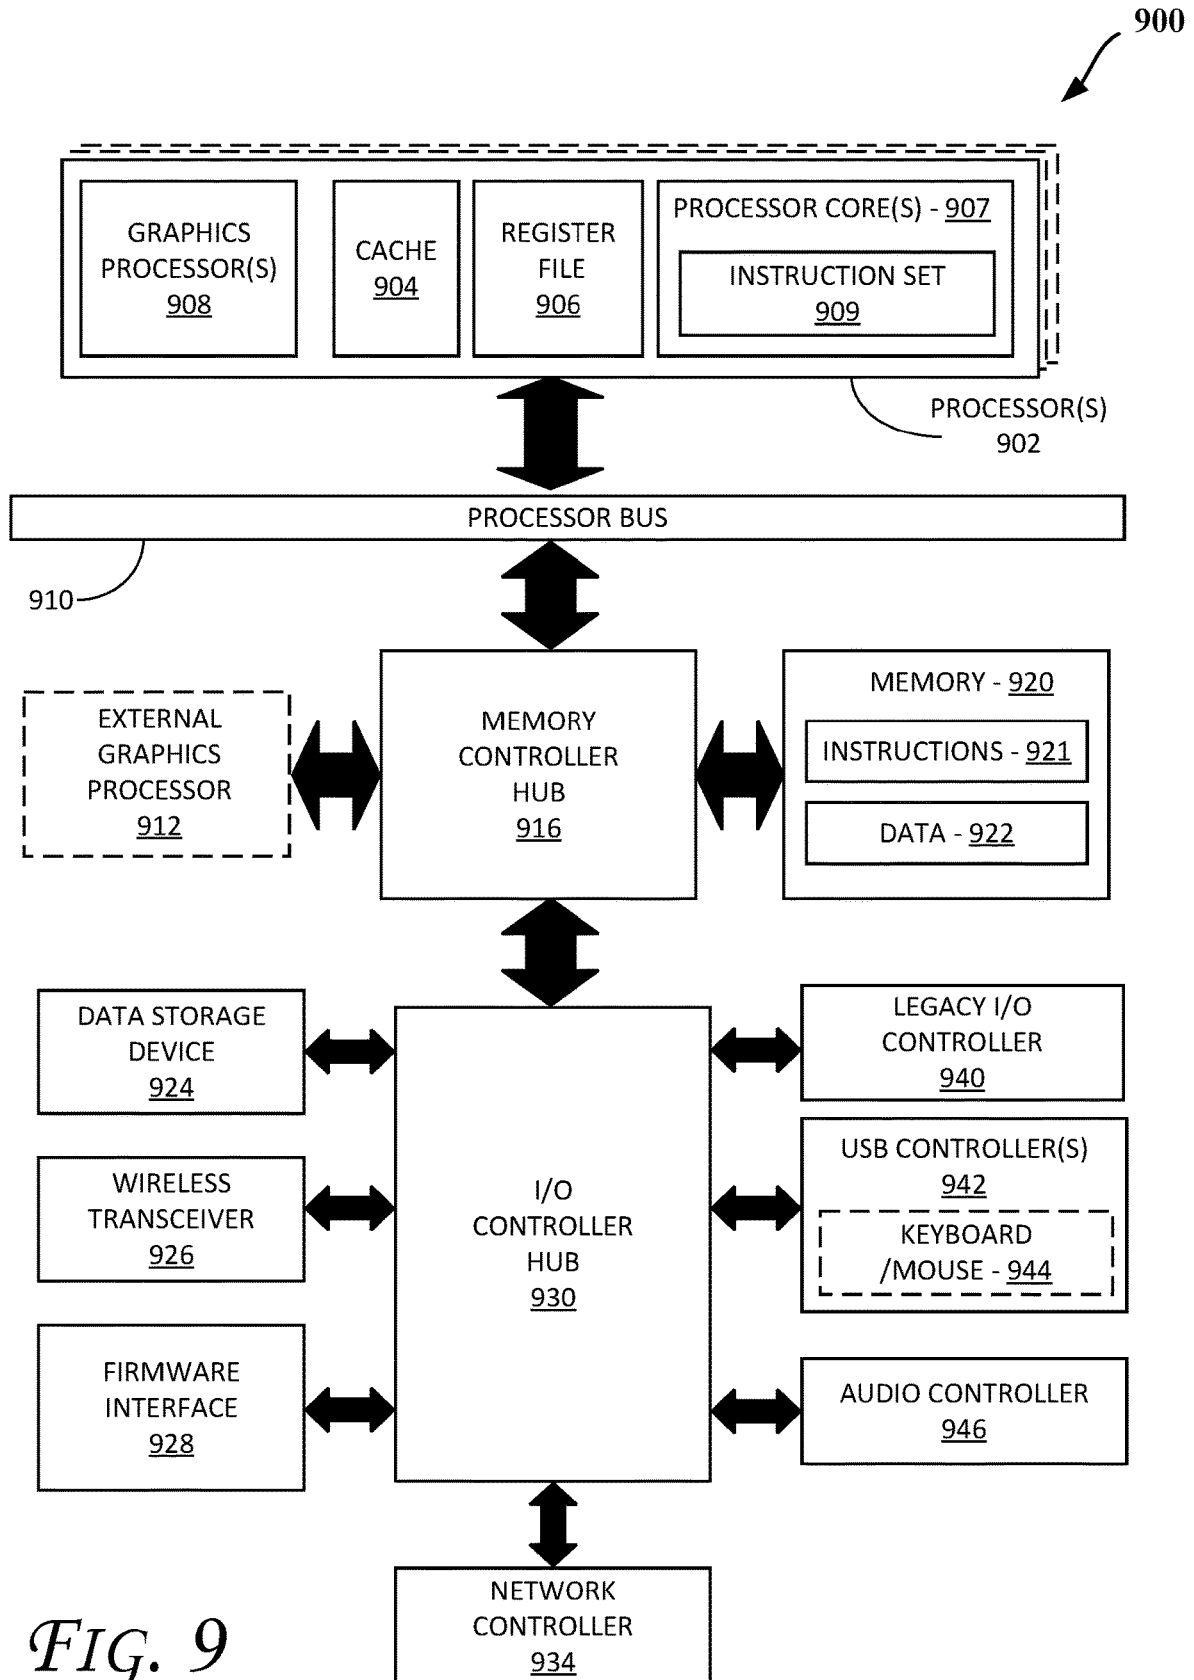 900
GRAPHICS
PROCESSOR(S)
908
CACHE
904
REGISTER
FILE
906
PROCESSOR CORE(S) - 907
INSTRUCTION SET
909
PROCESSOR(S)
902
PROCESSOR BUS
910
EXTERNAL
GRAPHICS
PROCESSOR
912
MEMORY
CONTROLLER
HUB
916
MEMORY - 920
INSTRUCTIONS - 921
DATA - 922
DATA STORAGE
DEVICE
924
WIRELESS
TRANSCEIVER
926
FIRMWARE
INTERFACE
928
I/O
CONTROLLER
HUB
930
LEGACY I/O
CONTROLLER
940
USB CONTROLLER(S)
942
KEYBOARD
/MOUSE - 944
AUDIO CONTROLLER
946
NETWORK
CONTROLLER
934
FIG. 9